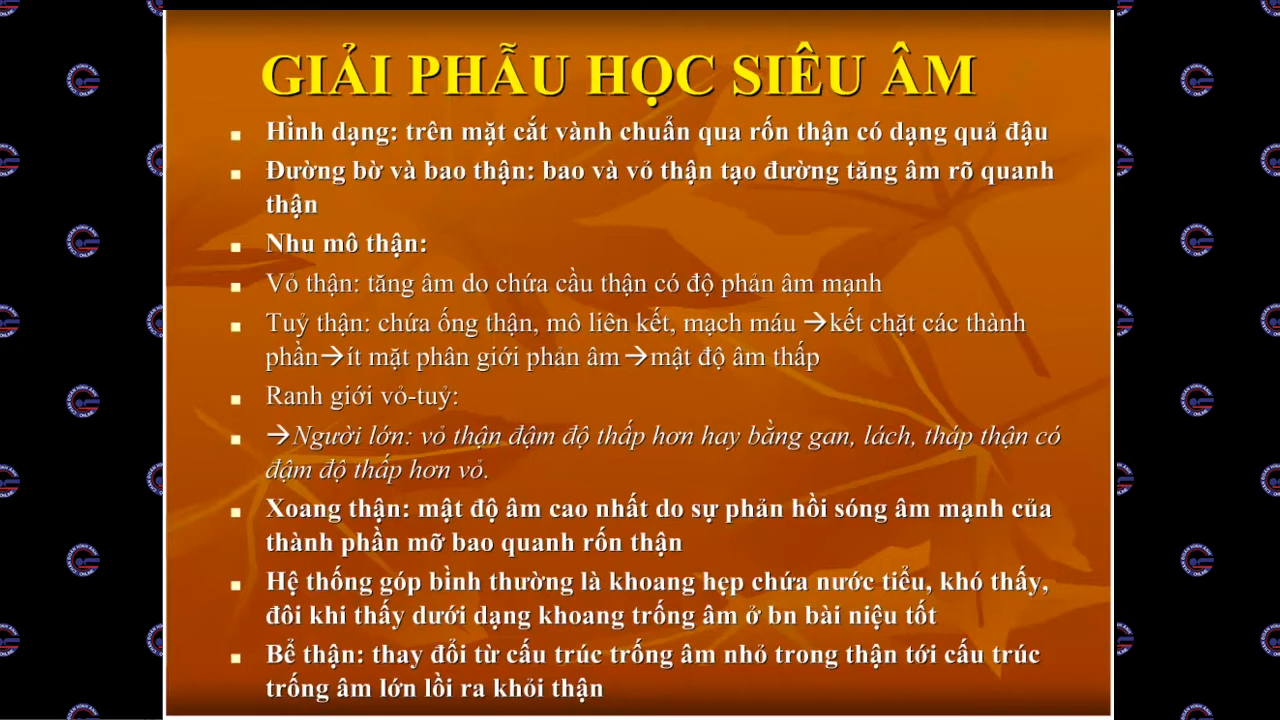 GIẢI PHẪU HỌC SIÊU ÂM
Hình dạng: trên mặt cắt vành chuẩn qua rốn thận có dạng quả đậu
Đường bờ và bao thận: bao và vỏ thận tạo đường tăng âm rõ quanh
thận
Nhu mô thận:
Vỏ thận: tăng âm do chứa cầu thận có độ phản âm mạnh
Tuỷ thận: chứa ống thận, mô liên kết, mạch máu →kết chặt các thành
phần→ít mặt phân giới phản âm→mật độ âm thấp
Ranh giới vỏ-tuỷ:
→Người lớn: vỏ thận đậm độ thấp hơn hay bằng gan, lách, tháp thận có
đậm độ thấp hơn vỏ.
Xoang thận: mật độ âm cao nhất do sự phản hồi sóng âm mạnh của
thành phần mỡ bao quanh rốn thận
Hệ thống góp bình thường là khoang hẹp chứa nước tiểu, khó thấy,
đôi khi thấy dưới dạng khoang trống âm ở bn bài niệu tốt
Bể thận: thay đổi từ cấu trúc trống âm nhỏ trong thận tới cấu trúc
trống âm lớn lồi ra khỏi thận